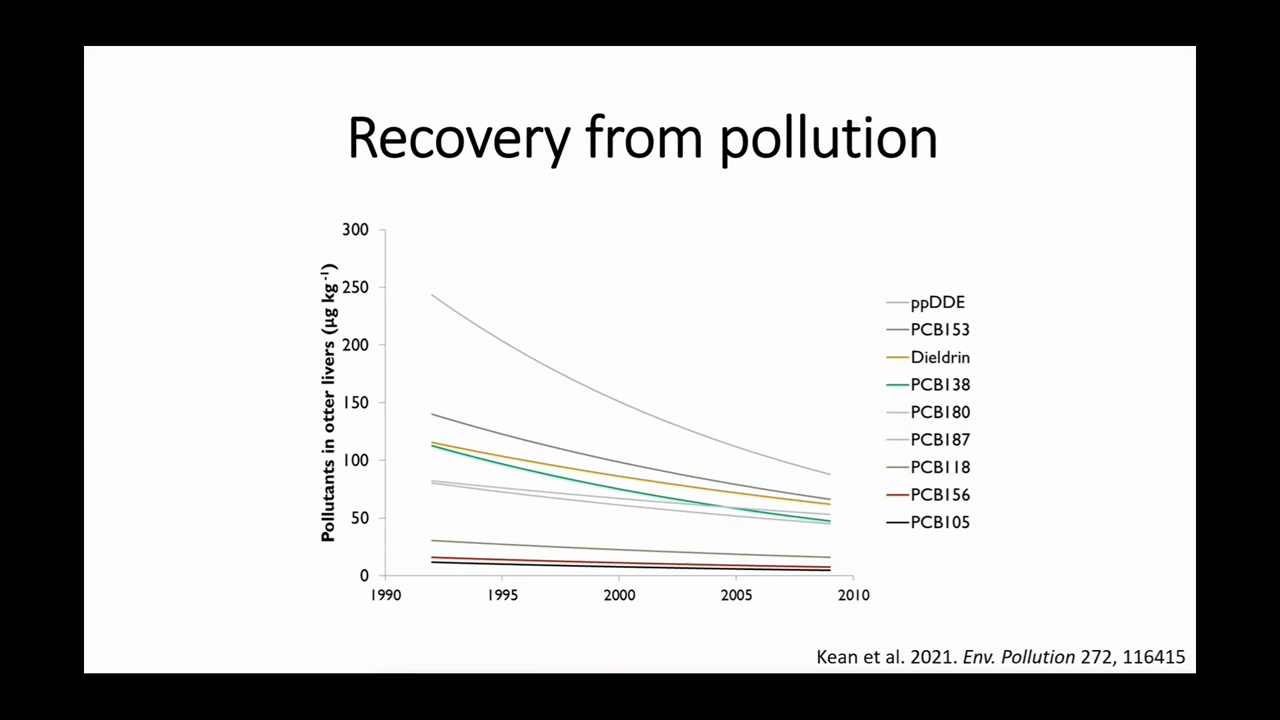 Recovery from pollution
Pollutants in otter livers (µg kg⁻¹)
300
250
200
150
100
50
0
1990 1995 2000 2005 2010
ppDDE
PCB153
Dieldrin
PCB138
PCB180
PCB187
PCB118
PCB156
PCB105
Kean et al. 2021. Env. Pollution 272, 116415